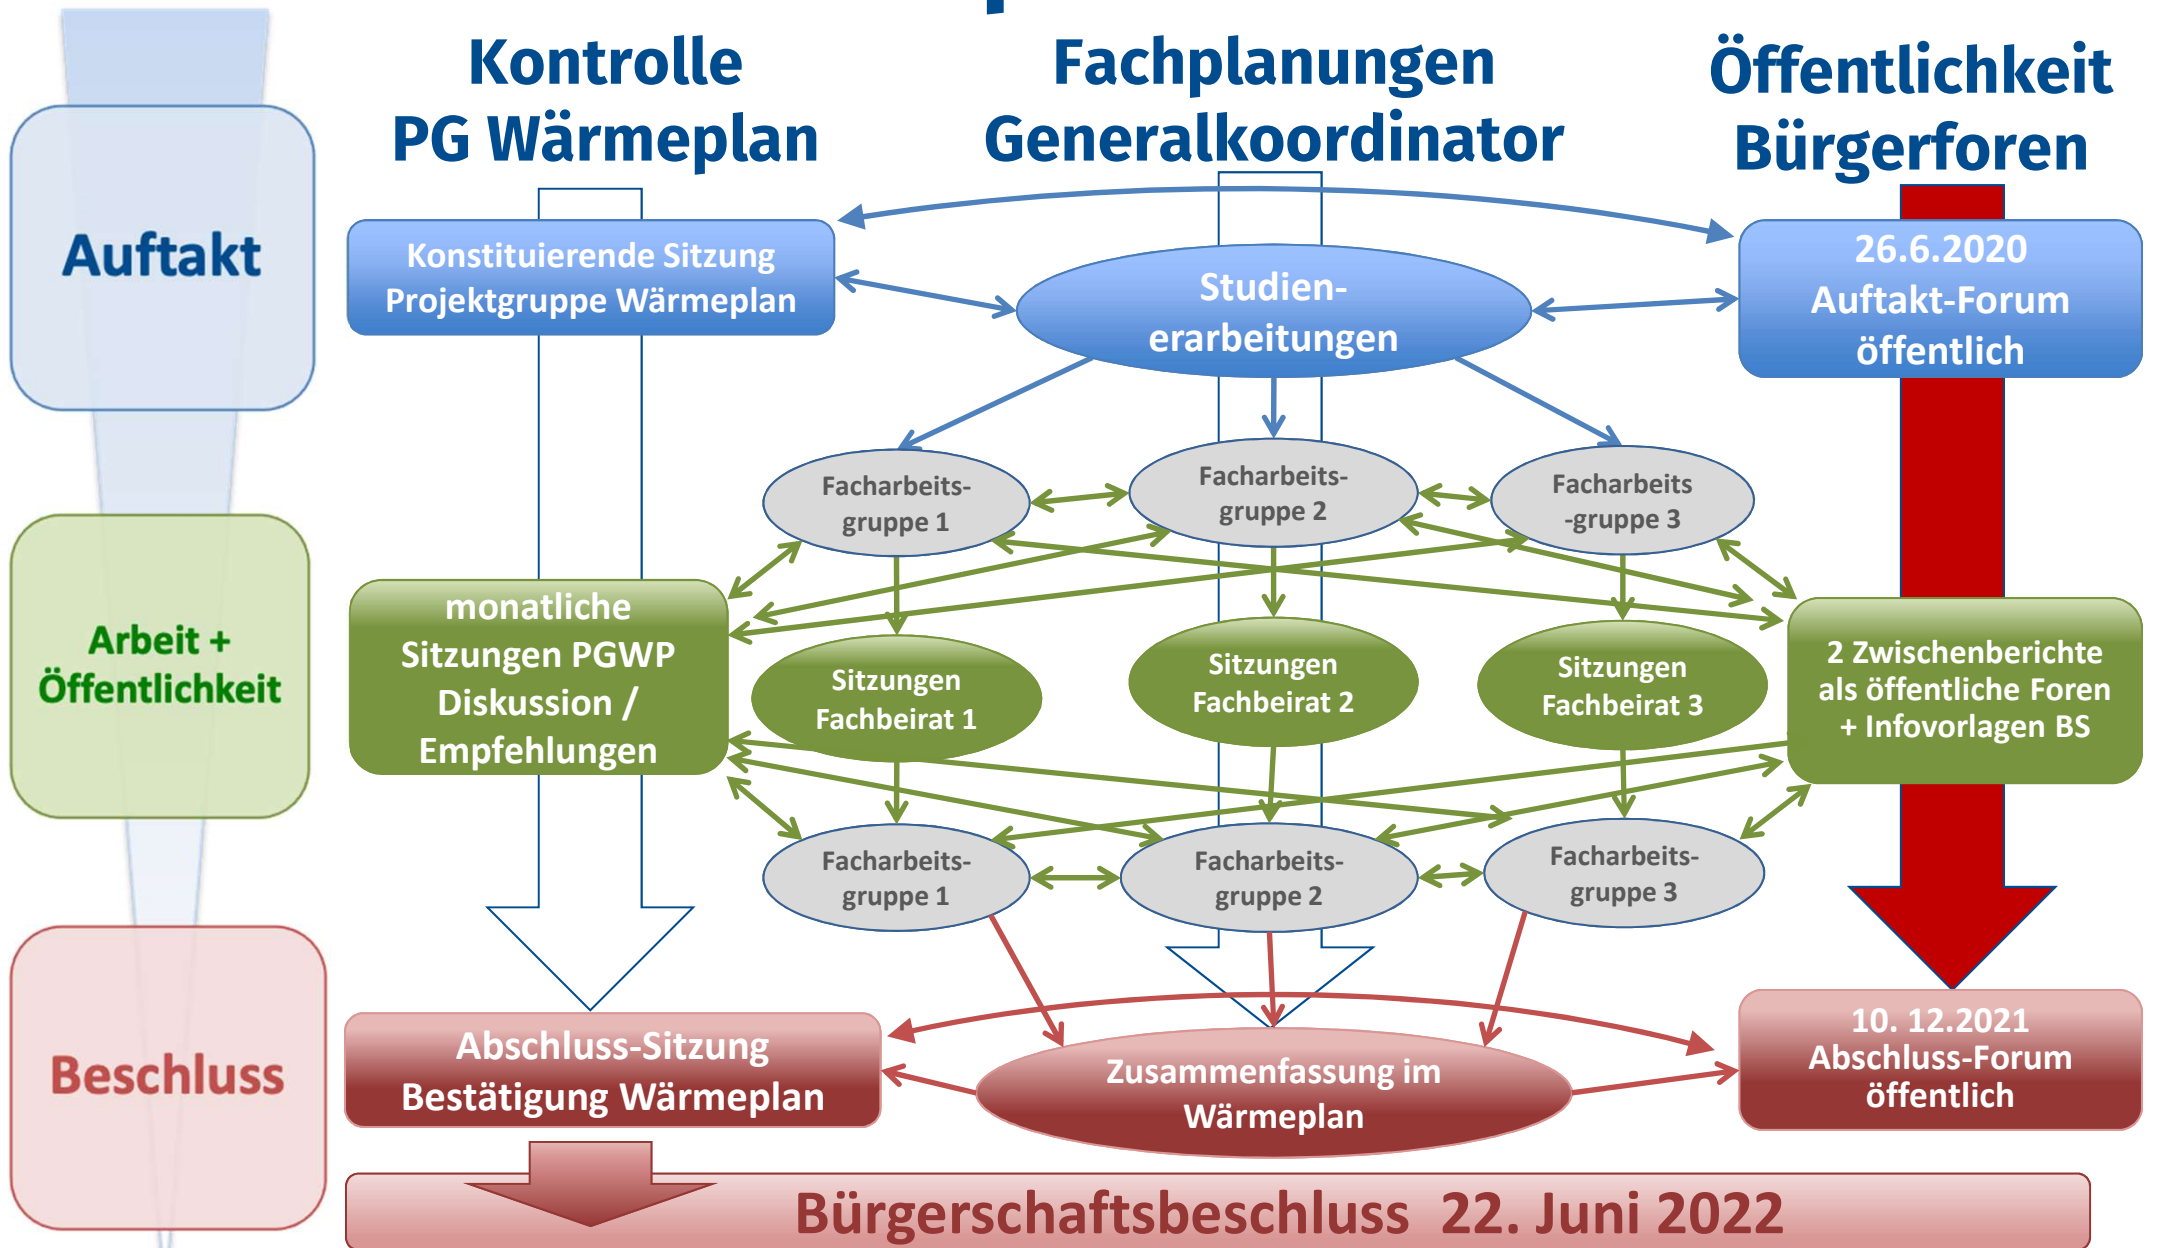 Kontrolle
PG Wärmeplan
Fachplanungen
Generalkoordinator
Öffentlichkeit
Bürgerforen
Auftakt
Konstituierende Sitzung
Projektgruppe Wärmeplan
Studien-
erarbeitungen
26.6.2020
Auftakt-Forum
öffentlich
Facharbeits-
gruppe 1
Facharbeits-
gruppe 2
Facharbeits
-gruppe 3
Arbeit +
Öffentlichkeit
monatliche
Sitzungen PGWP
Diskussion /
Empfehlungen
Sitzungen
Fachbeirat 1
Sitzungen
Fachbeirat 2
Sitzungen
Fachbeirat 3
2 Zwischenberichte
als öffentliche Foren
+ Infovorlagen BS
Facharbeits-
gruppe 1
Facharbeits-
gruppe 2
Facharbeits-
gruppe 3
Beschluss
Abschluss-Sitzung
Bestätigung Wärmeplan
Zusammenfassung im
Wärmeplan
10. 12.2021
Abschluss-Forum
öffentlich
Bürgerschaftsbeschluss 22. Juni 2022